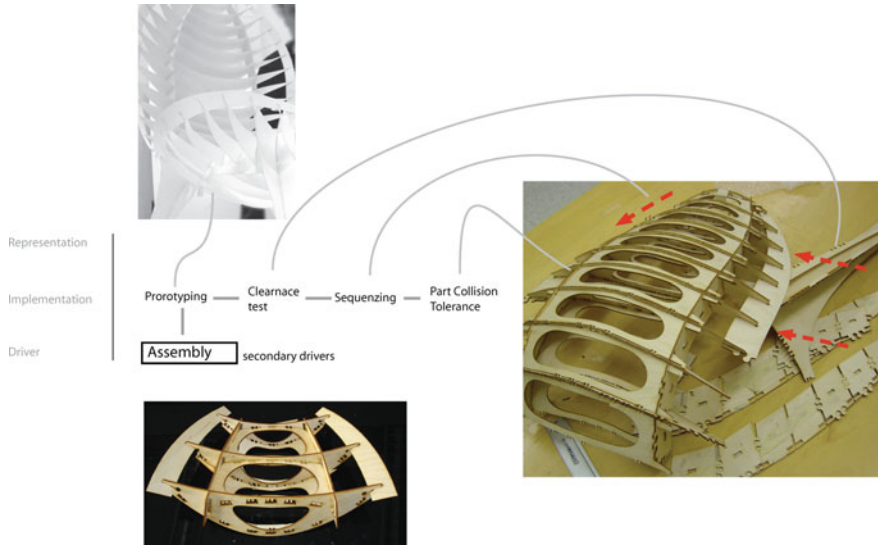 Representation
Implementation
Prorotyping
Clearnace
test
Sequenzing
Part Collision
Tolerance
Driver
Assembly
secondary drivers